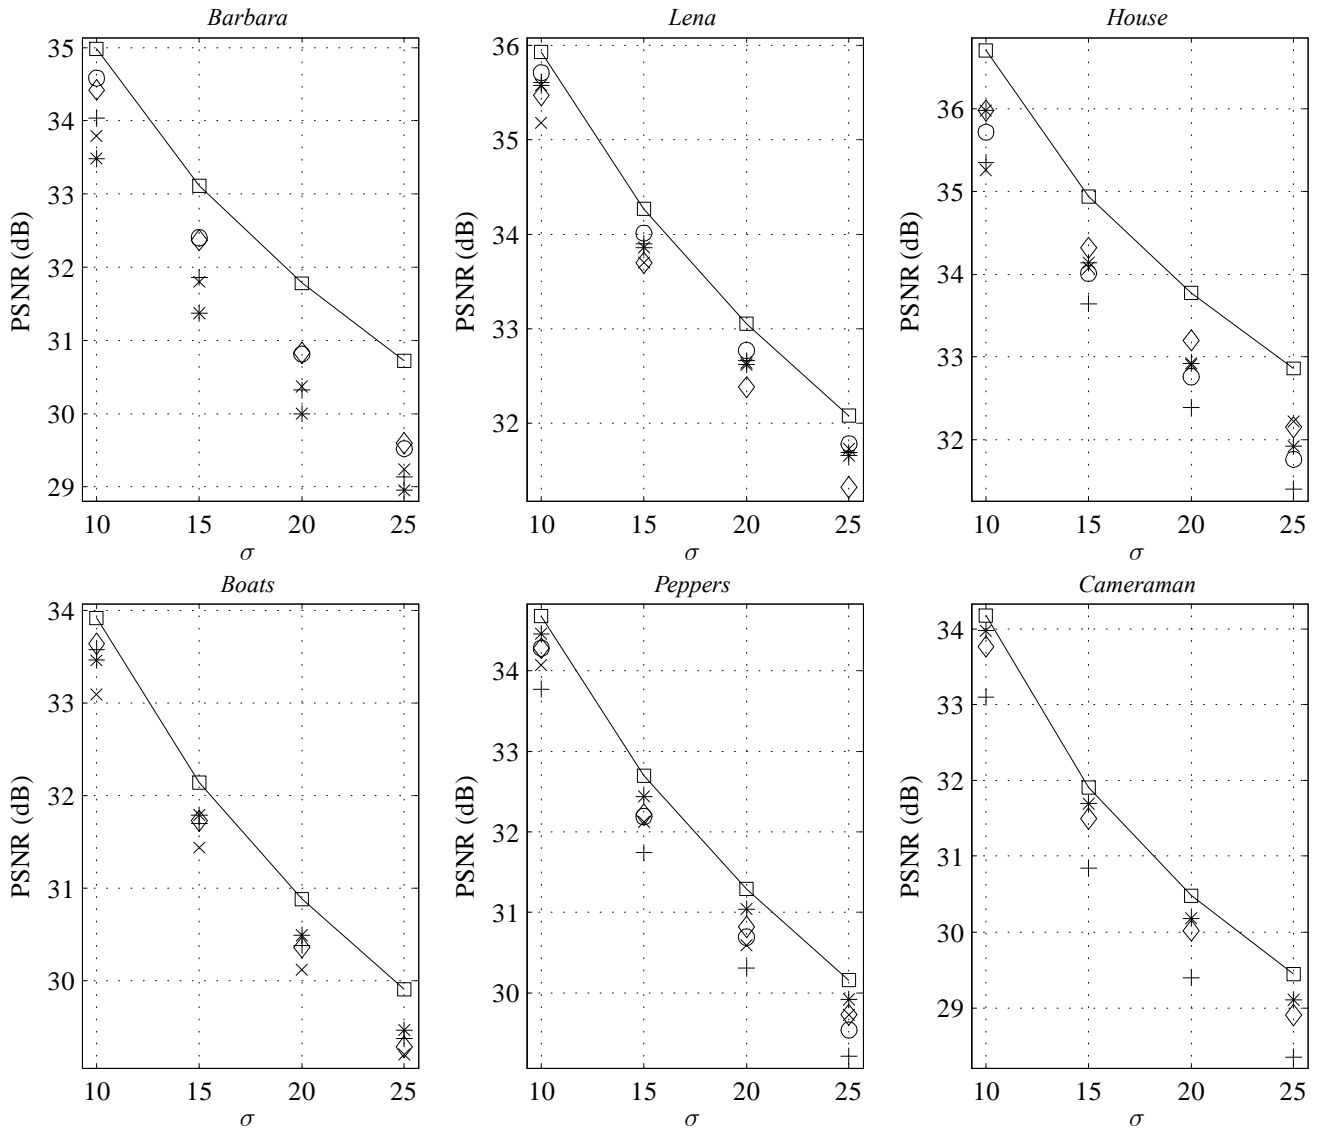 Barbara
35
34
33
32
31
30
29
PSNR (dB)
10 15 20 25
σ
Lena
36
35
34
33
32
PSNR (dB)
10 15 20 25
σ
House
36
35
34
33
32
PSNR (dB)
10 15 20 25
σ
Boats
34
33
32
31
30
PSNR (dB)
10 15 20 25
σ
Peppers
34
33
32
31
30
PSNR (dB)
10 15 20 25
σ
Cameraman
34
33
32
31
30
29
PSNR (dB)
10 15 20 25
σ